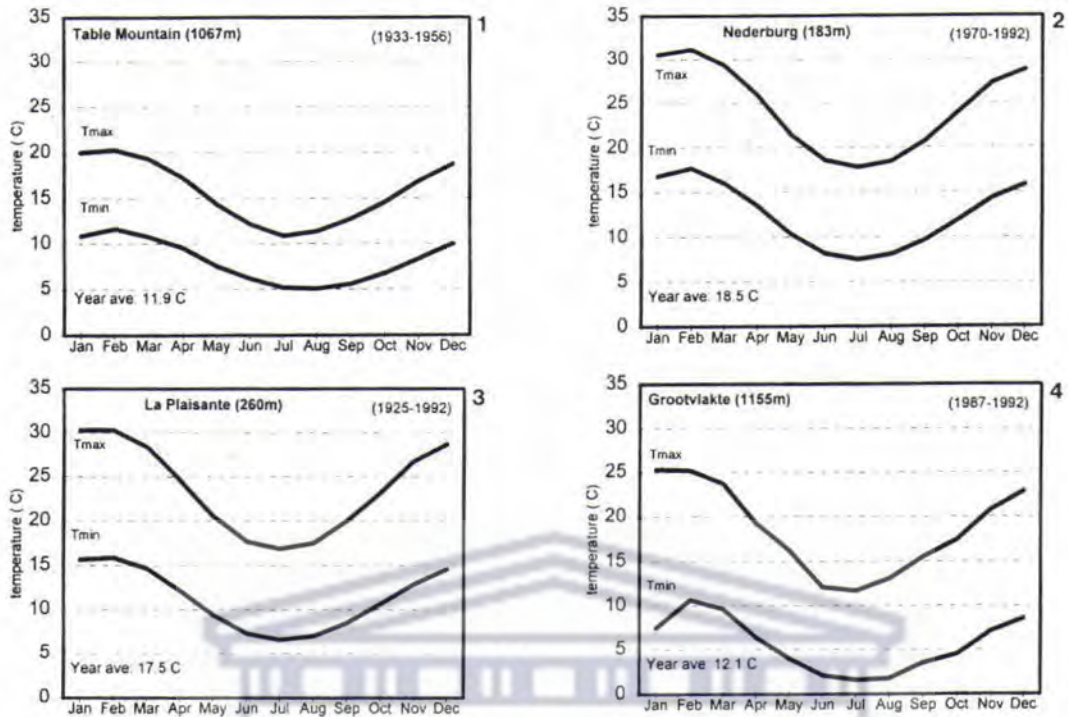 Table Mountain (1067m) (1933-1956) 1
35
30
25
20
15
10
5
0
temperature ( C)
Tmax
Tmin
Year ave: 11.9 C
Jan Feb Mar Apr May Jun Jul Aug Sep Oct Nov Dec
Nederburg (183m) (1970-1992) 2
35
30
25
20
15
10
5
0
temperature ( C)
Tmax
Tmin
Year ave: 18.5 C
Jan Feb Mar Apr May Jun Jul Aug Sep Oct Nov Dec
La Plaisante (260m) (1925-1992) 3
35
30
25
20
15
10
5
0
temperature ( C)
Tmax
Tmin
Year ave: 17.5 C
Jan Feb Mar Apr May Jun Jul Aug Sep Oct Nov Dec
Grootvlakte (1155m) (1987-1992) 4
35
30
25
20
15
10
5
0
temperature ( C)
Tmax
Tmin
Year ave: 12.1 C
Jan Feb Mar Apr May Jun Jul Aug Sep Oct Nov Dec